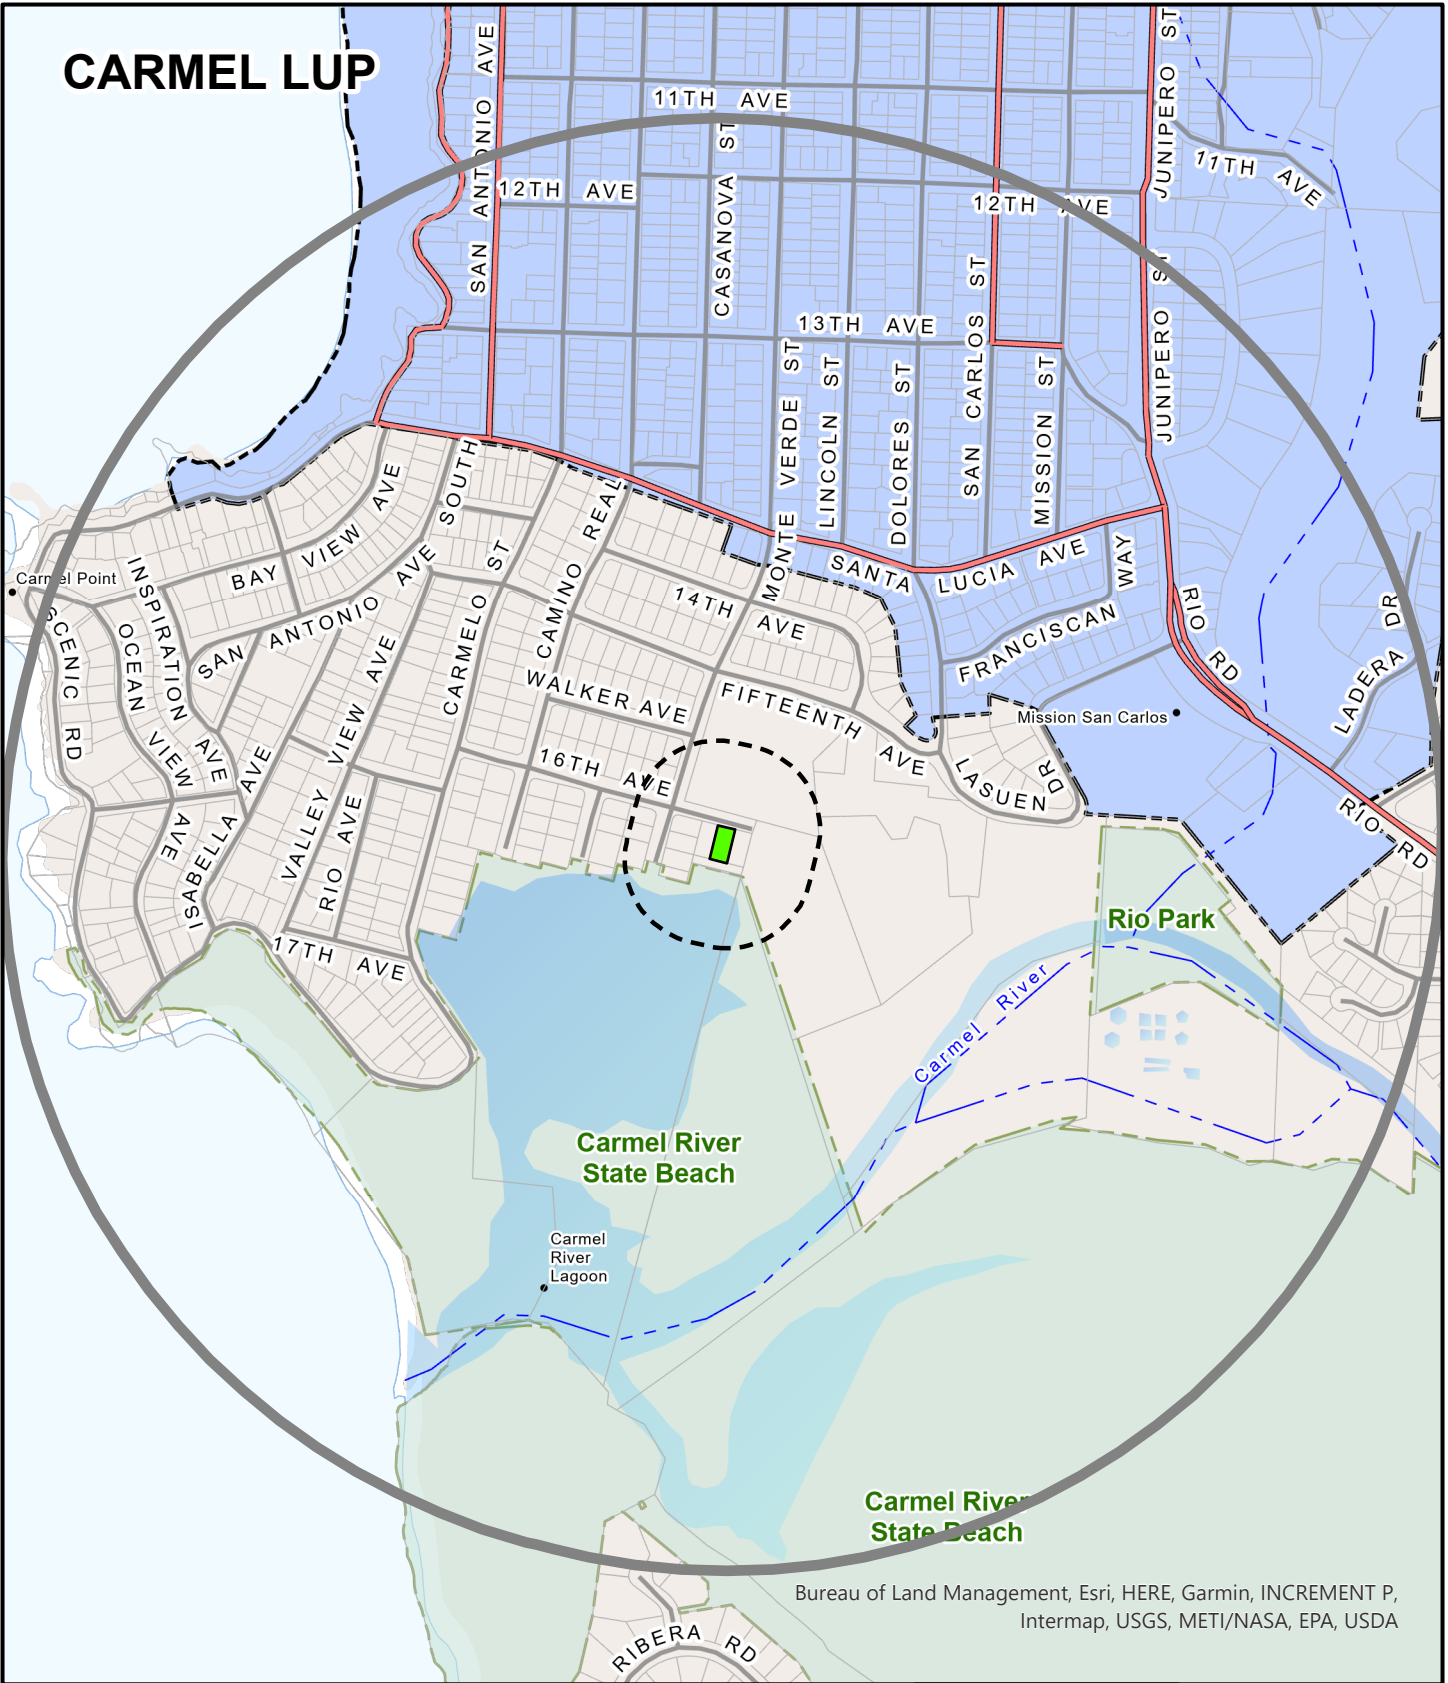 CARMEL LUP
SAN ANTONIO AVE
11TH AVE
JUNIPERO ST
11TH AVE
CASANOVA ST
12TH AVE
12TH AVE
13TH AVE
MONTE VERDE ST
LINCOLN ST
DOLORES ST
SAN CARLOS ST
MISSION ST
JUNIPERO ST
BAY VIEW AVE
SOUTH
SAN ANTONIO AVE
CARMELO ST
CAMINO REAL
14TH AVE
SANTA LUCIA AVE
FRANCISCAN WAY
RIO RD
LADERA DR
Carmel Point
SCENIC RD
OCEAN VIEW AVE
INSPIRATION AVE
ISABELLA AVE
VALLEY VIEW AVE
RIO AVE
WALKER AVE
FIFTEENTH AVE
16TH AVE
LASUEN DR
Mission San Carlos
RIO RD
17TH AVE
Rio Park
Carmel River
Carmel River
State Beach
Carmel
River
Lagoon
Carmel River
State Beach
Bureau of Land Management, Esri, HERE, Garmin, INCREMENT P,
Intermap, USGS, METI/NASA, EPA, USDA
RIBERA RD